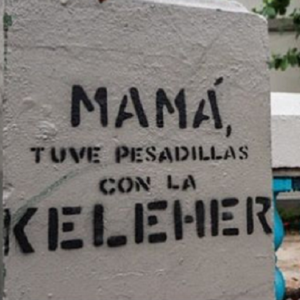 MAMÁ,
TUVE PESADILLAS
CON LA
KELEHER